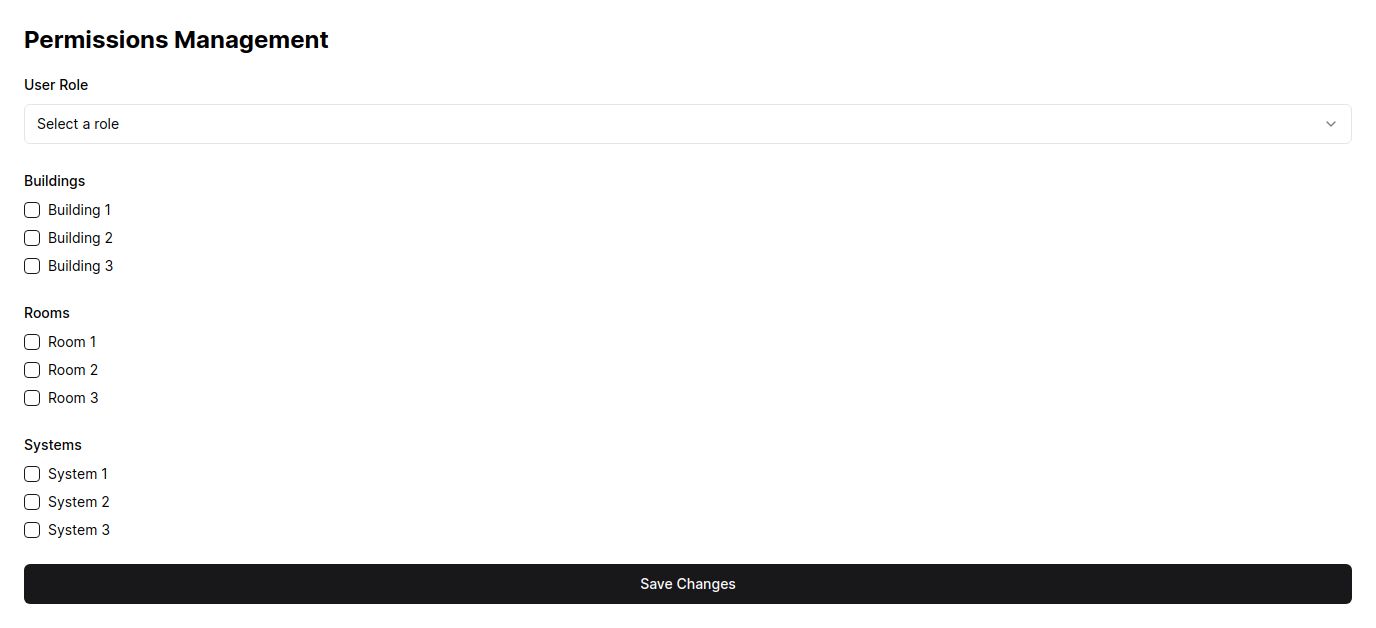 Permissions Management
User Role
Select a role
Buildings
Building 1
Building 2
Building 3
Rooms
Room 1
Room 2
Room 3
Systems
System 1
System 2
System 3
Save Changes